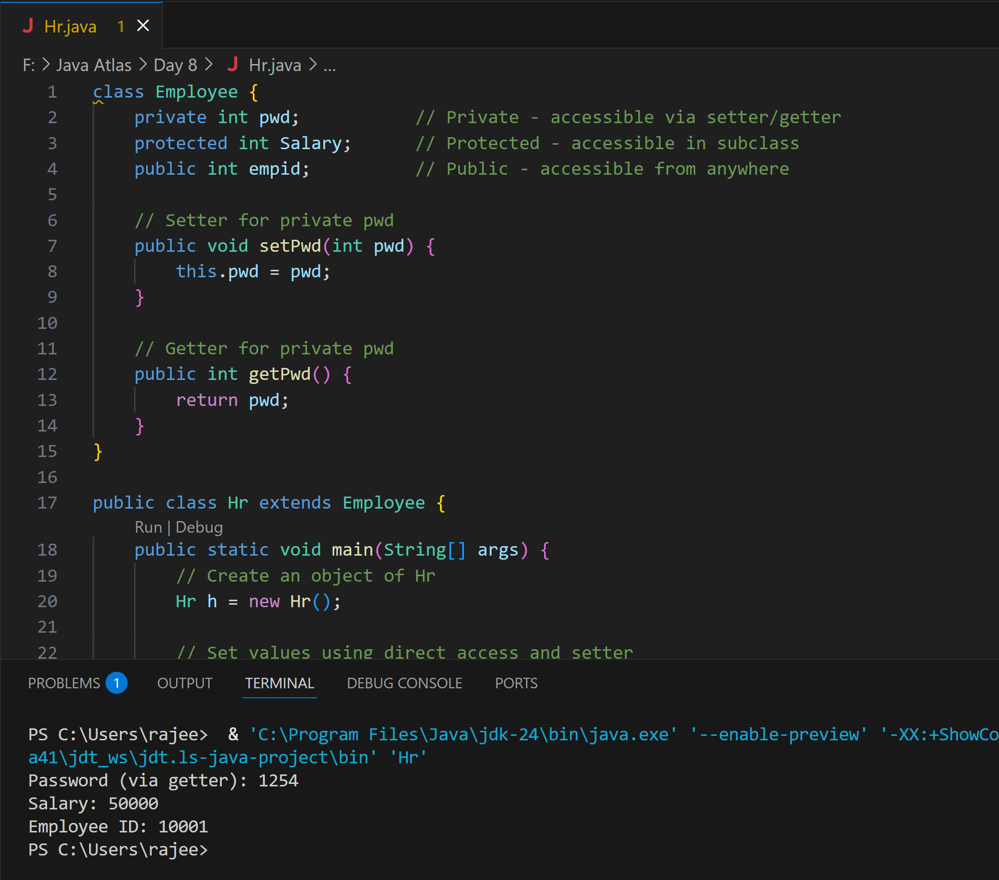 Hr.java 1
F: > Java Atlas > Day 8 > Hr.java > ...
1 class Employee {
2     private int pwd;           // Private - accessible via setter/getter
3     protected int Salary;      // Protected - accessible in subclass
4     public int empid;          // Public - accessible from anywhere
5
6     // Setter for private pwd
7     public void setPwd(int pwd) {
8         this.pwd = pwd;
9     }
10
11     // Getter for private pwd
12     public int getPwd() {
13         return pwd;
14     }
15 }
16
17 public class Hr extends Employee {
Run | Debug
18     public static void main(String[] args) {
19         // Create an object of Hr
20         Hr h = new Hr();
21
22         // Set values using direct access and setter
PROBLEMS 1 OUTPUT TERMINAL DEBUG CONSOLE PORTS
PS C:\Users\rajee>  & 'C:\Program Files\Java\jdk-24\bin\java.exe' '--enable-preview' '-XX:+ShowCo
a41\jdt_ws\jdt.ls-java-project\bin' 'Hr'
Password (via getter): 1254
Salary: 50000
Employee ID: 10001
PS C:\Users\rajee>